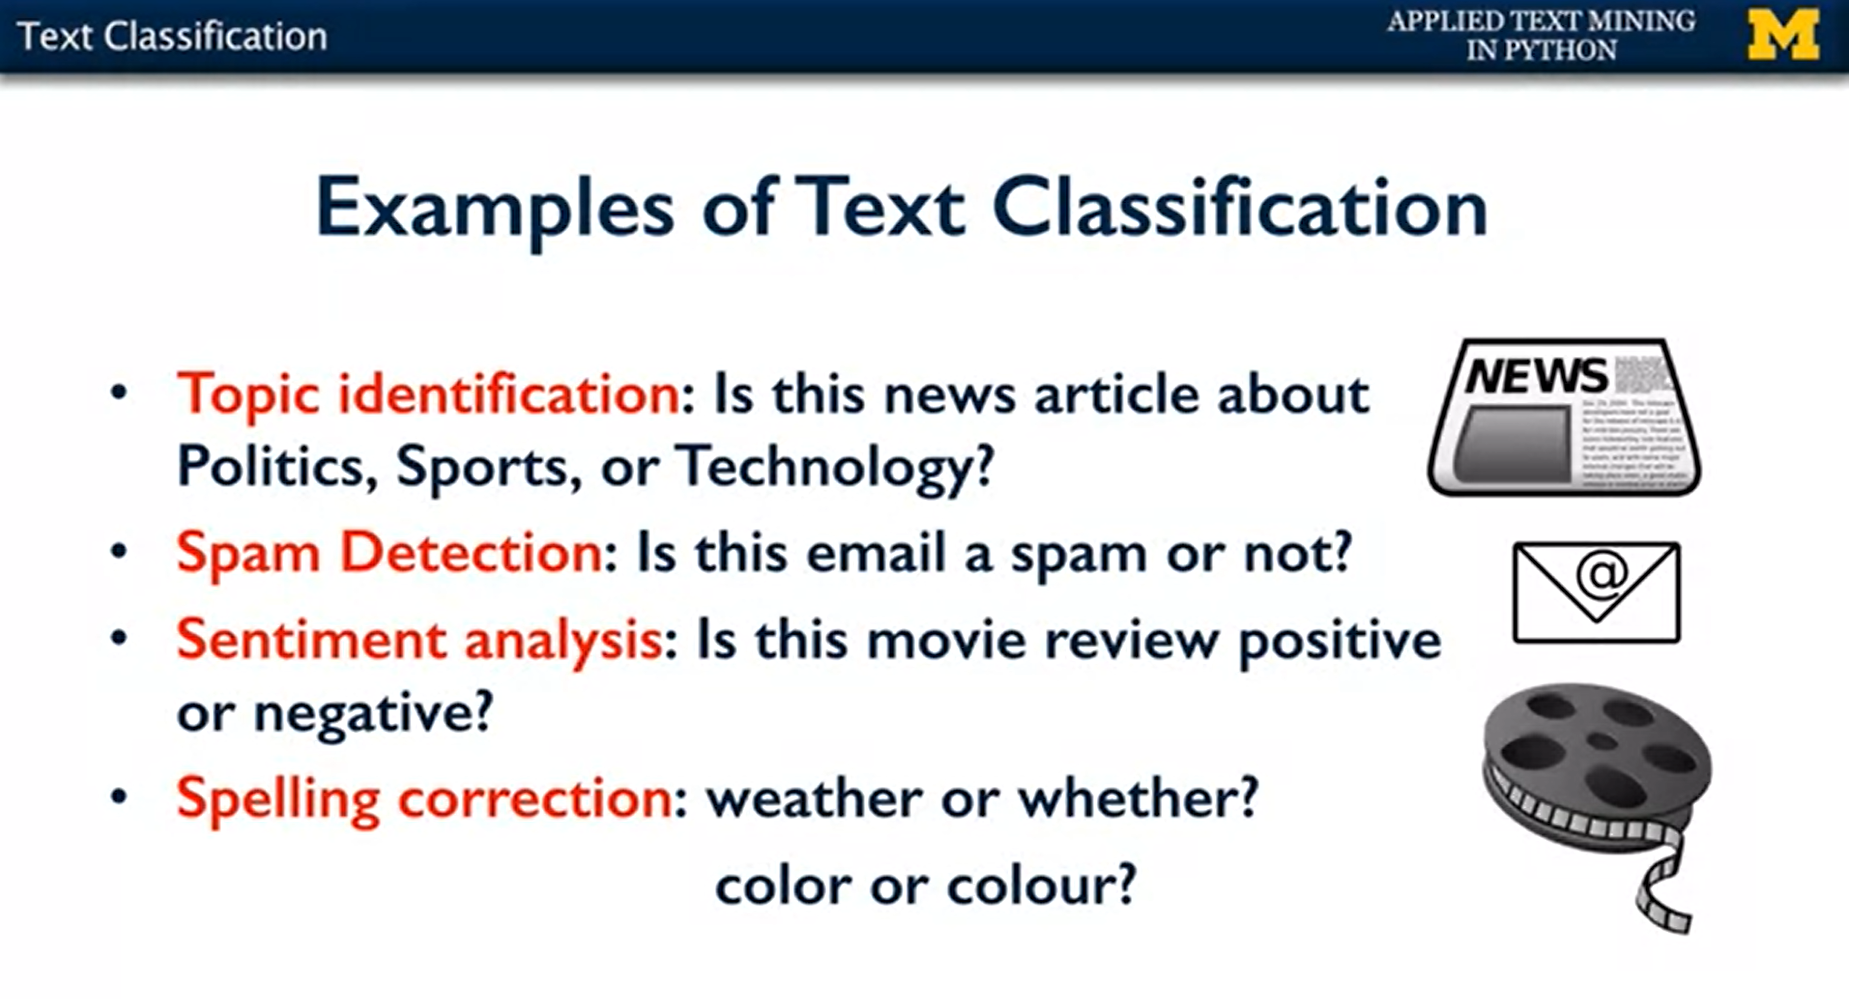 Text Classification
APPLIED TEXT MINING
IN PYTHON
M
Examples of Text Classification
• Topic identification: Is this news article about
Politics, Sports, or Technology?
NEWS
• Spam Detection: Is this email a spam or not?
@
• Sentiment analysis: Is this movie review positive
or negative?
• Spelling correction: weather or whether?
color or colour?